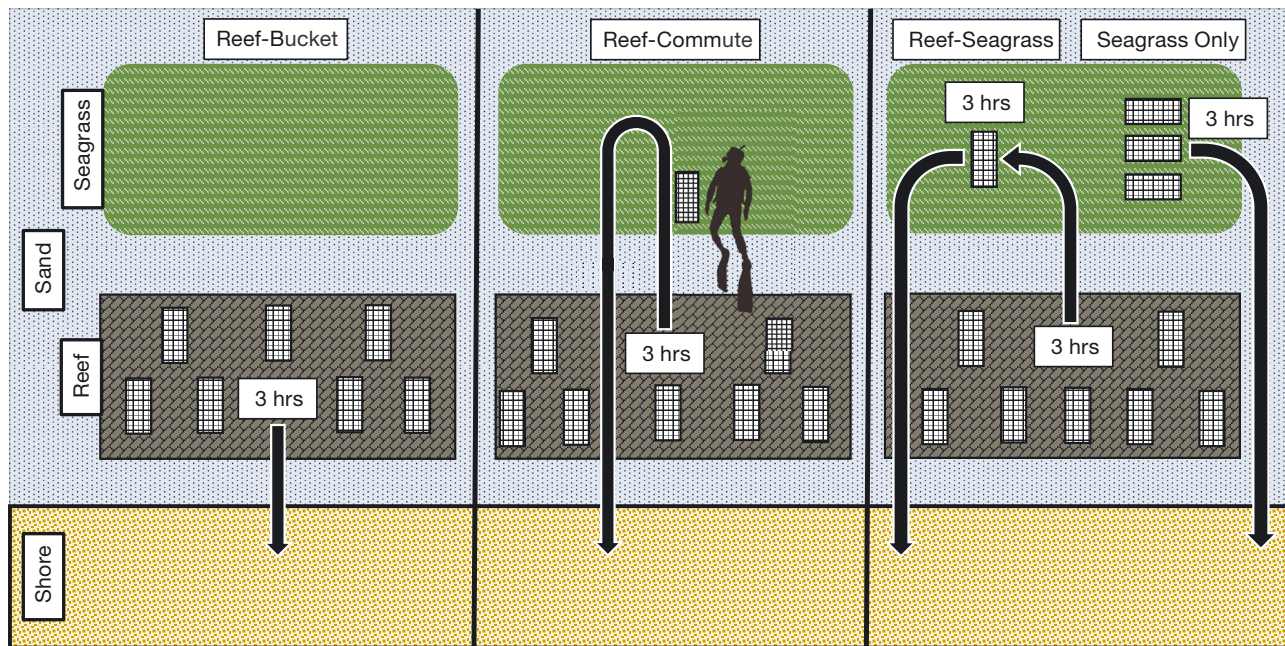 Reef-Bucket
Reef-Commute
Reef-Seagrass
Seagrass Only
Seagrass
3 hrs
3 hrs
Sand
Reef
3 hrs
3 hrs
3 hrs
Shore